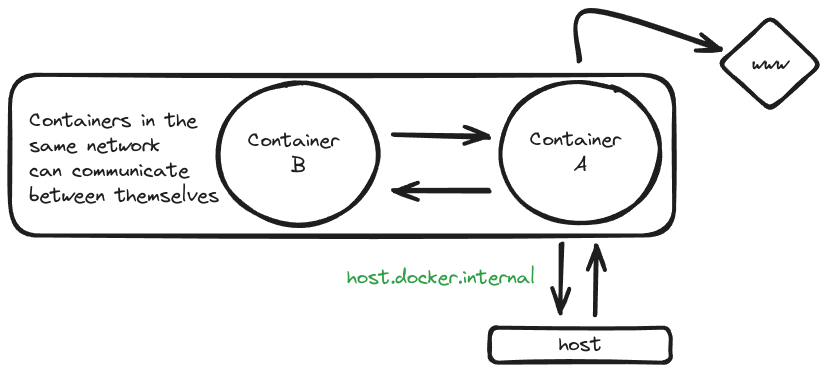 www
Containers in the
same network
can communicate
between themselves
Container
B
Container
A
host.docker.internal
host